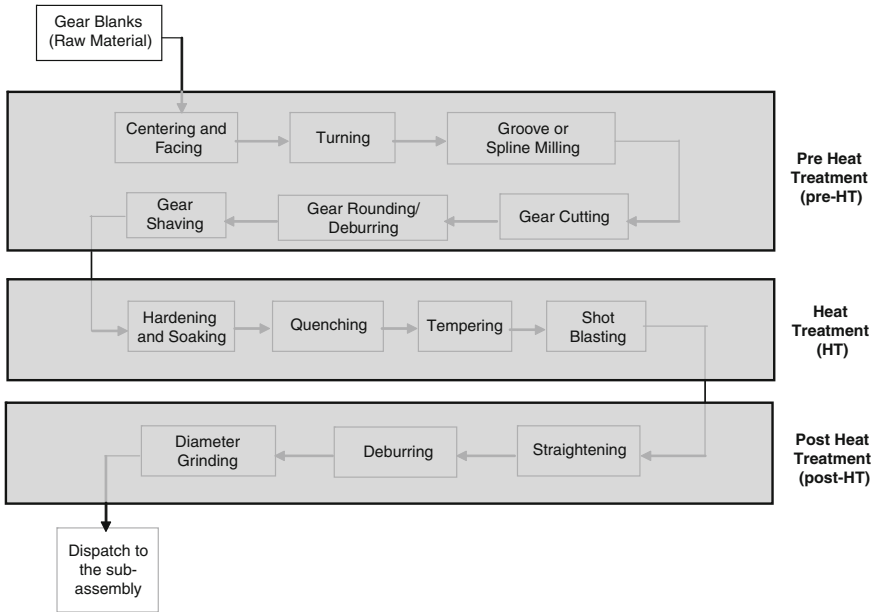 Gear Blanks
(Raw Material)
Centering and
Facing
Turning
Groove or
Spline Milling
Pre Heat
Treatment
(pre-HT)
Gear
Shaving
Gear Rounding/
Deburring
Gear Cutting
Hardening
and Soaking
Quenching
Tempering
Shot
Blasting
Heat
Treatment
(HT)
Diameter
Grinding
Deburring
Straightening
Post Heat
Treatment
(post-HT)
Dispatch to
the sub-
assembly